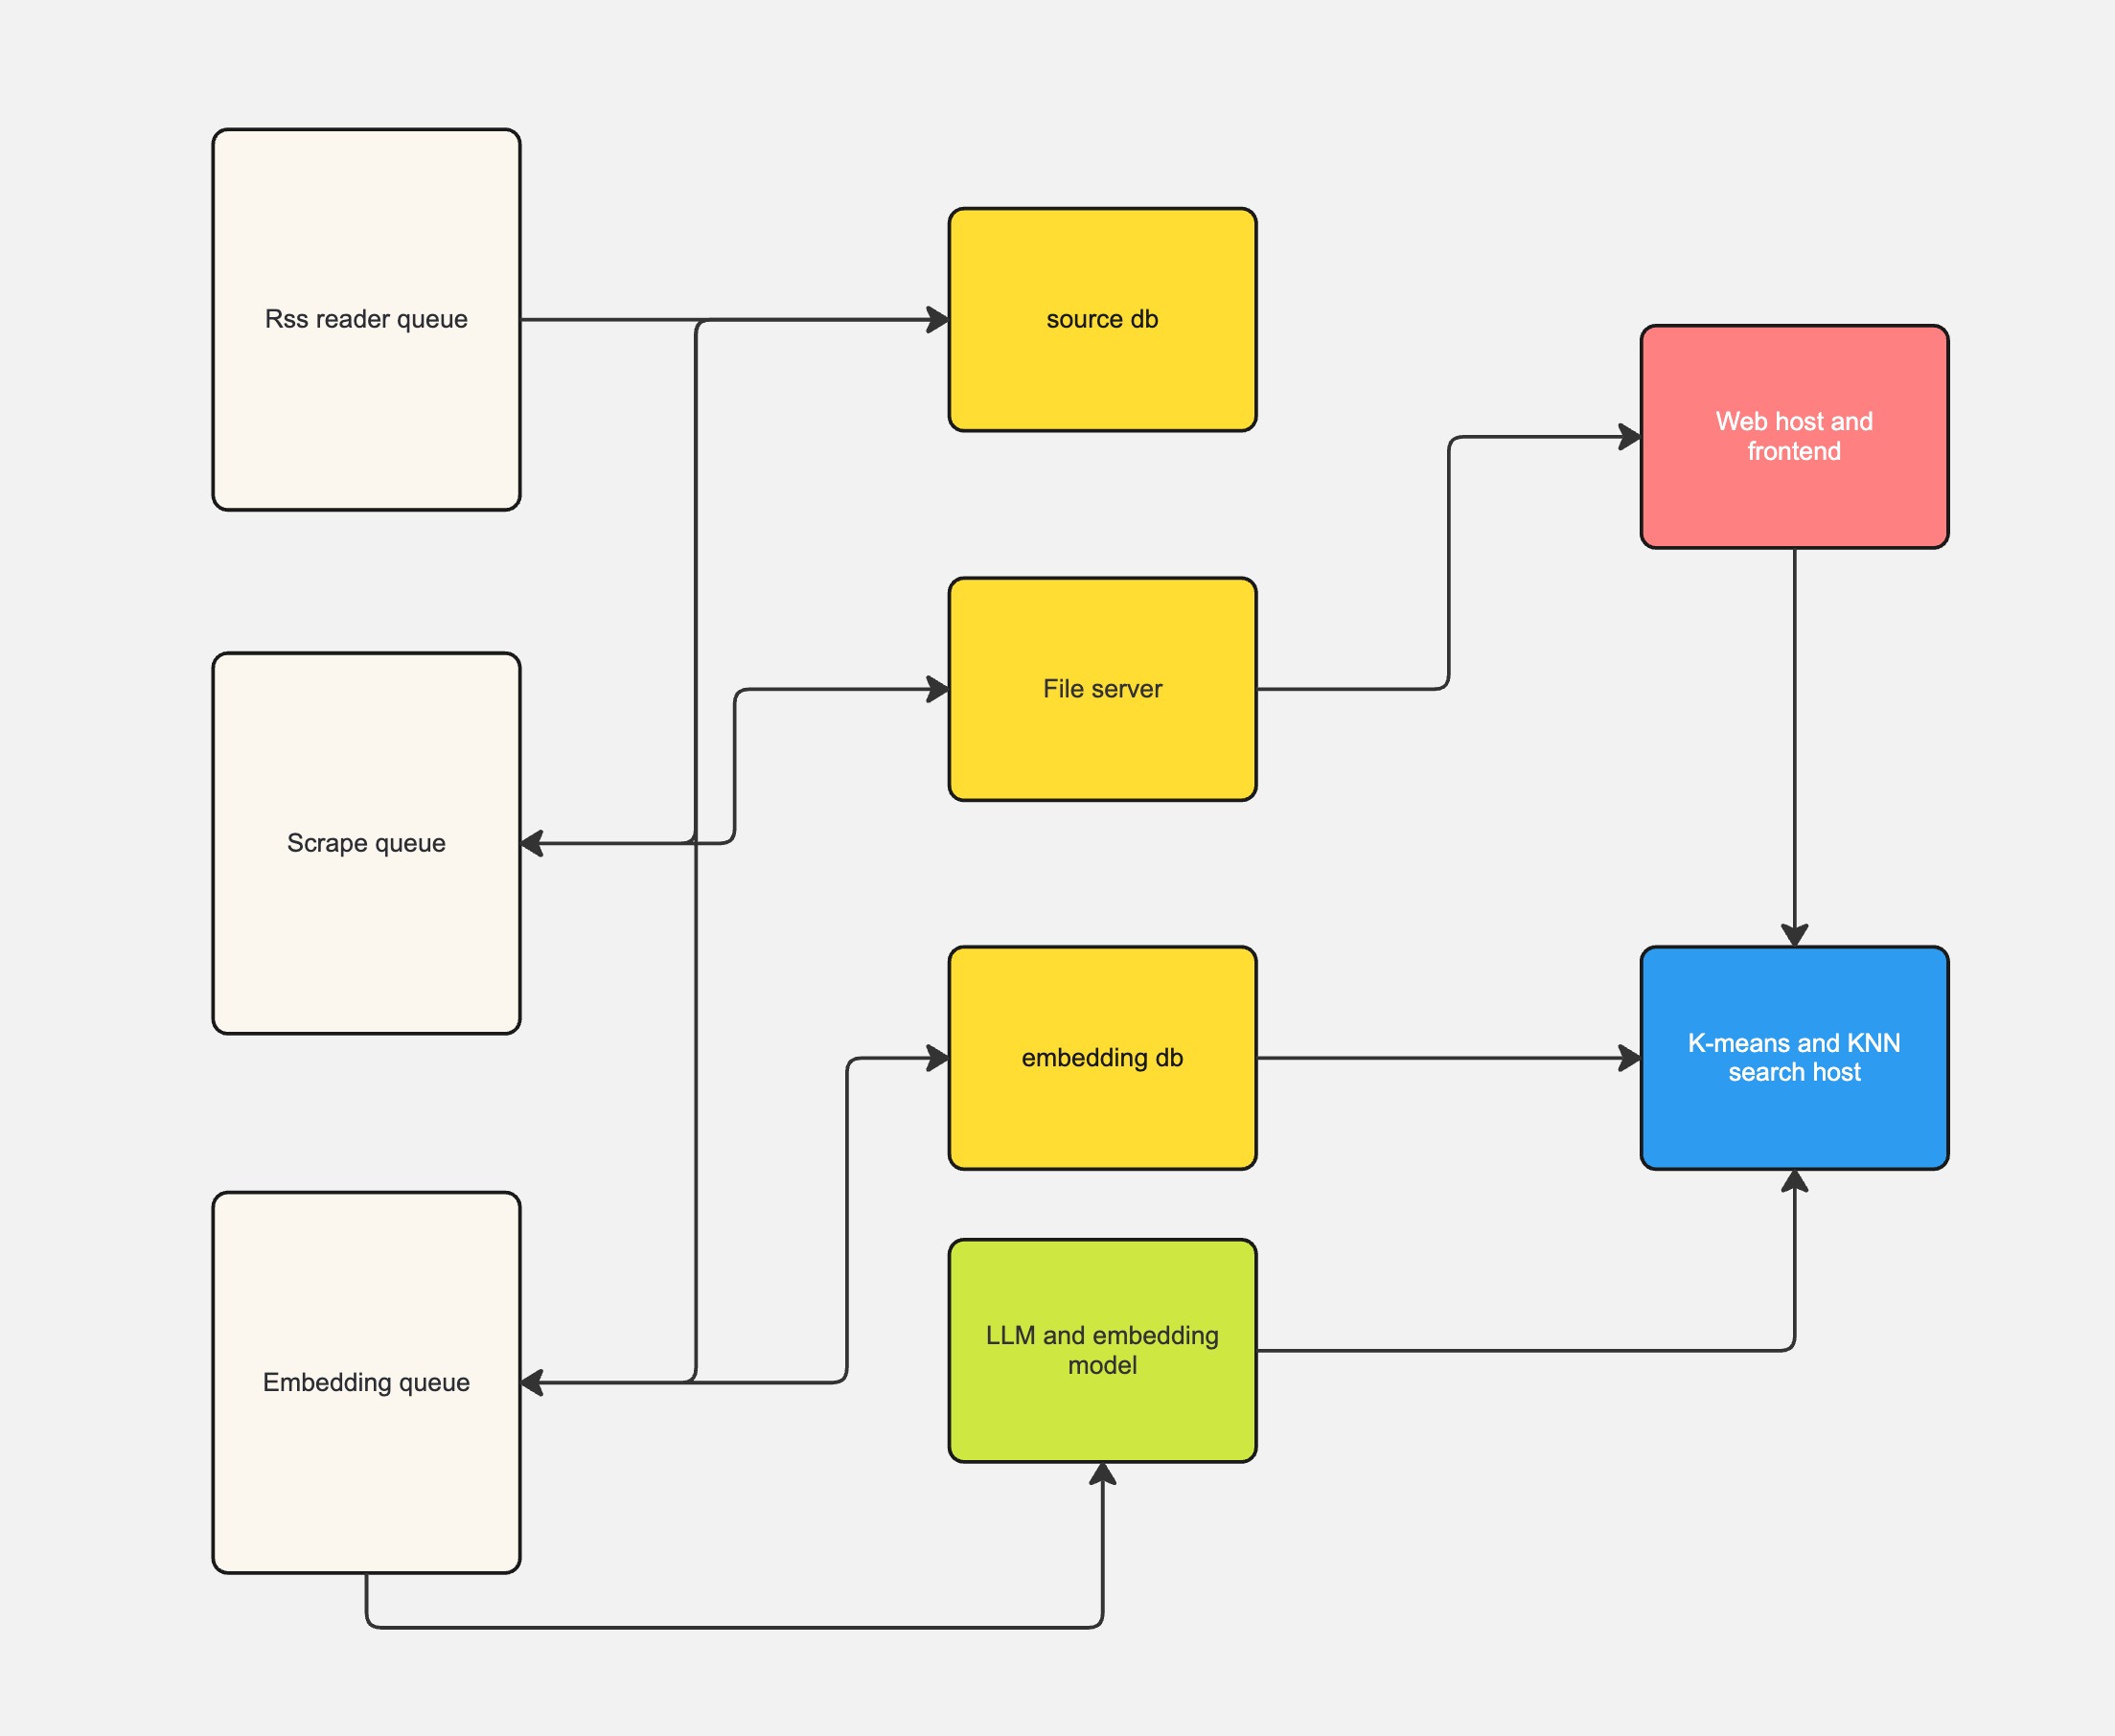 Rss reader queue
source db
Web host and
frontend
File server
Scrape queue
embedding db
K-means and KNN
search host
LLM and embedding
model
Embedding queue